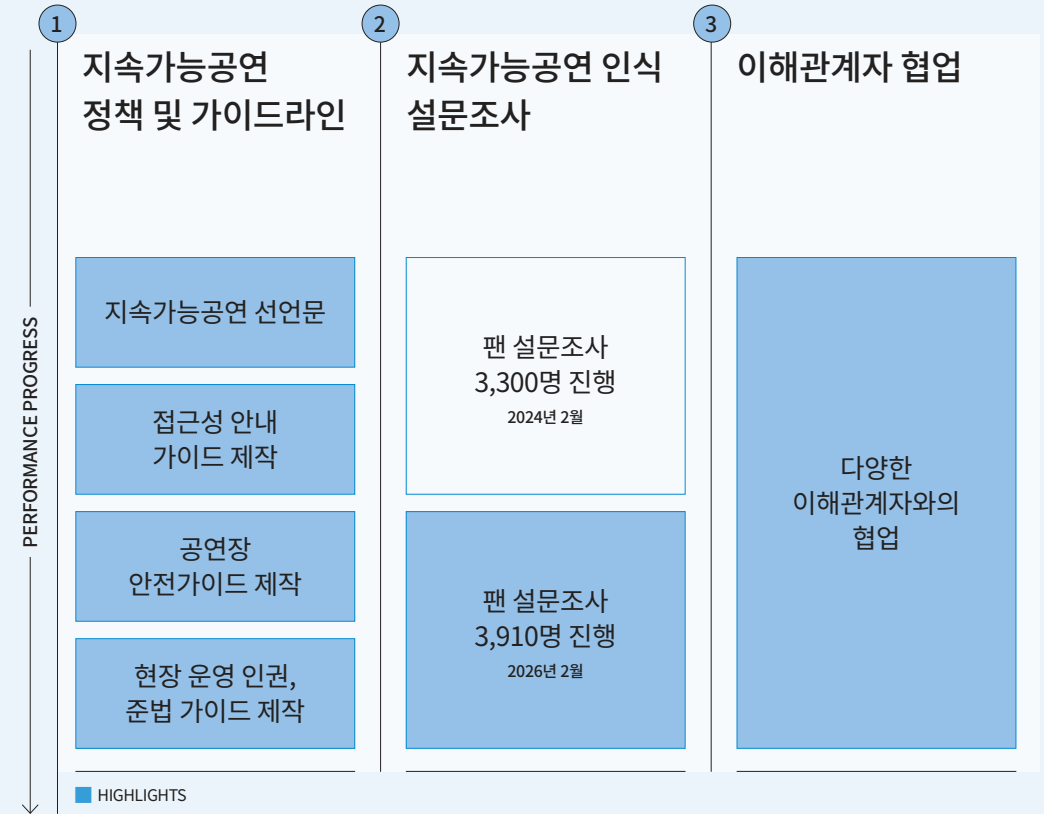 PERFORMANCE PROGRESS
1
지속가능공연
정책 및 가이드라인
지속가능공연 선언문
접근성 안내
가이드 제작
공연장
안전가이드 제작
현장 운영 인권,
준법 가이드 제작
2
지속가능공연 인식
설문조사
팬 설문조사
3,300명 진행
2024년 2월
팬 설문조사
3,910명 진행
2026년 2월
3
이해관계자 협업
다양한
이해관계자와의
협업
HIGHLIGHTS